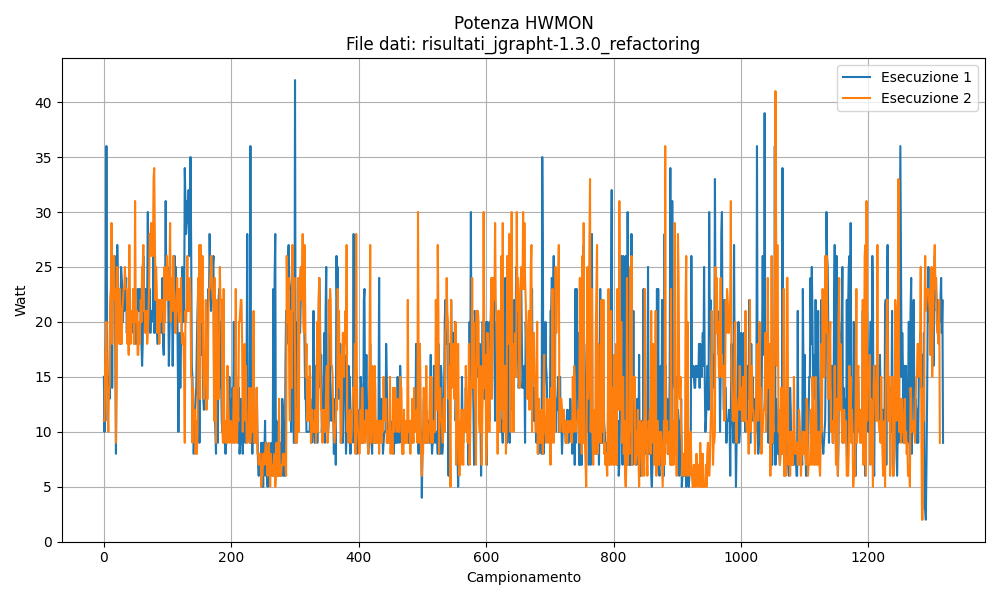 Potenza HWMON
File dati: risultati_jgrapht-1.3.0_refactoring
Esecuzione 1
Esecuzione 2
Watt
40
35
30
25
20
15
10
5
0
0 200 400 600 800 1000 1200
Campionamento